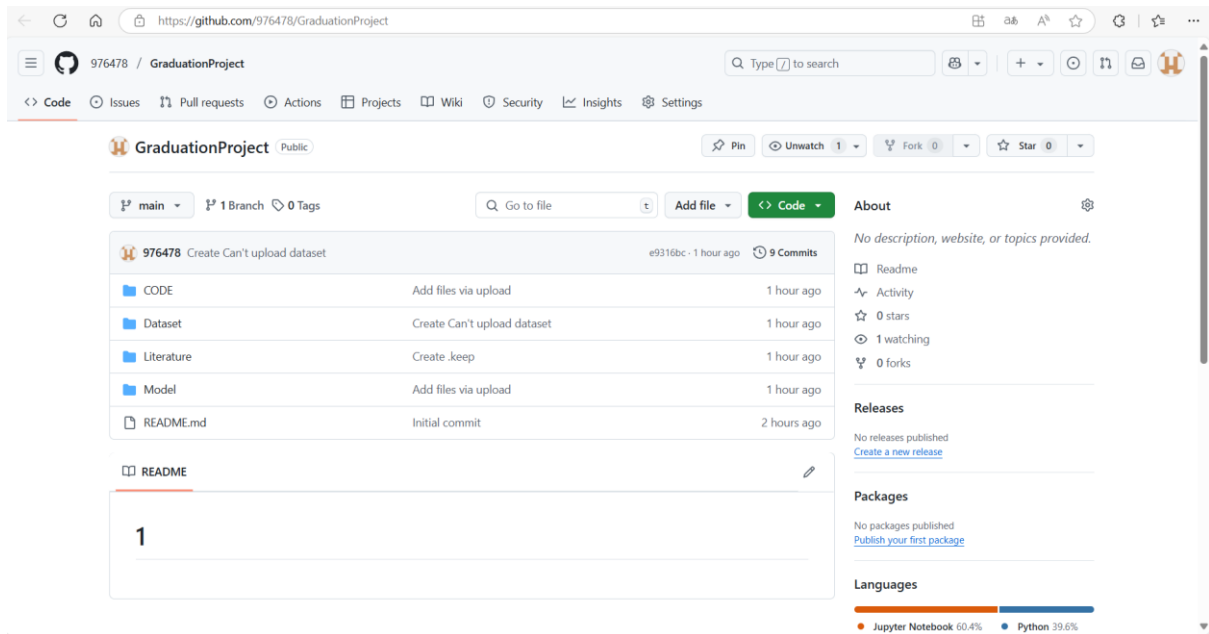 https://github.com/976478/GraduationProject
976478 / GraduationProject
Type / to search
Code Issues Pull requests Actions Projects Wiki Security Insights Settings
GraduationProject Public
Pin Unwatch 1 Fork 0 Star 0
main 1 Branch 0 Tags Go to file t Add file Code
976478 Create Can't upload dataset e9316bc · 1 hour ago 9 Commits
CODE Add files via upload 1 hour ago
Dataset Create Can't upload dataset 1 hour ago
Literature Create .keep 1 hour ago
Model Add files via upload 1 hour ago
README.md Initial commit 2 hours ago
README
1
About
No description, website, or topics provided.
Readme
Activity
0 stars
1 watching
0 forks
Releases
No releases published
Create a new release
Packages
No packages published
Publish your first package
Languages
Jupyter Notebook 60.4% Python 39.6%